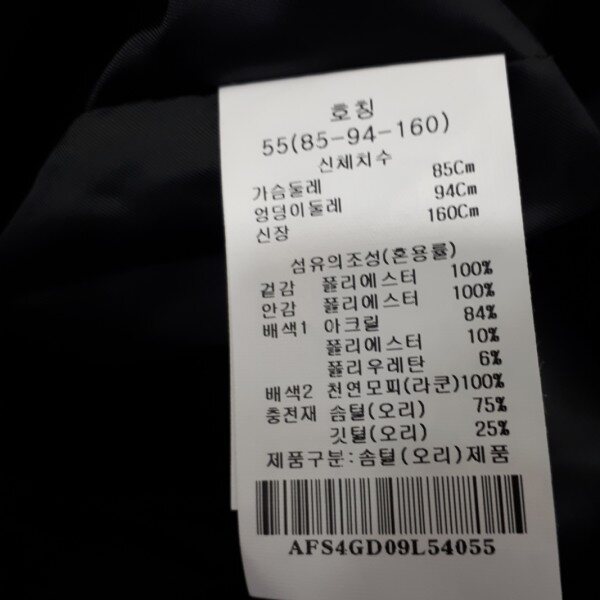 호칭
55(85-94-160)
신체치수
가슴둘레 85Cm
엉덩이둘레 94Cm
신장 160Cm
섬유의조성(혼용률)
겉감 폴리에스터 100%
안감 폴리에스터 100%
배색1 아크릴 84%
폴리에스터 10%
폴리우레탄 6%
배색2 천연모피(라쿤)100%
충전재 솜털(오리) 75%
깃털(오리) 25%
제품구분:솜털(오리)제품
AFS4GD09L54055